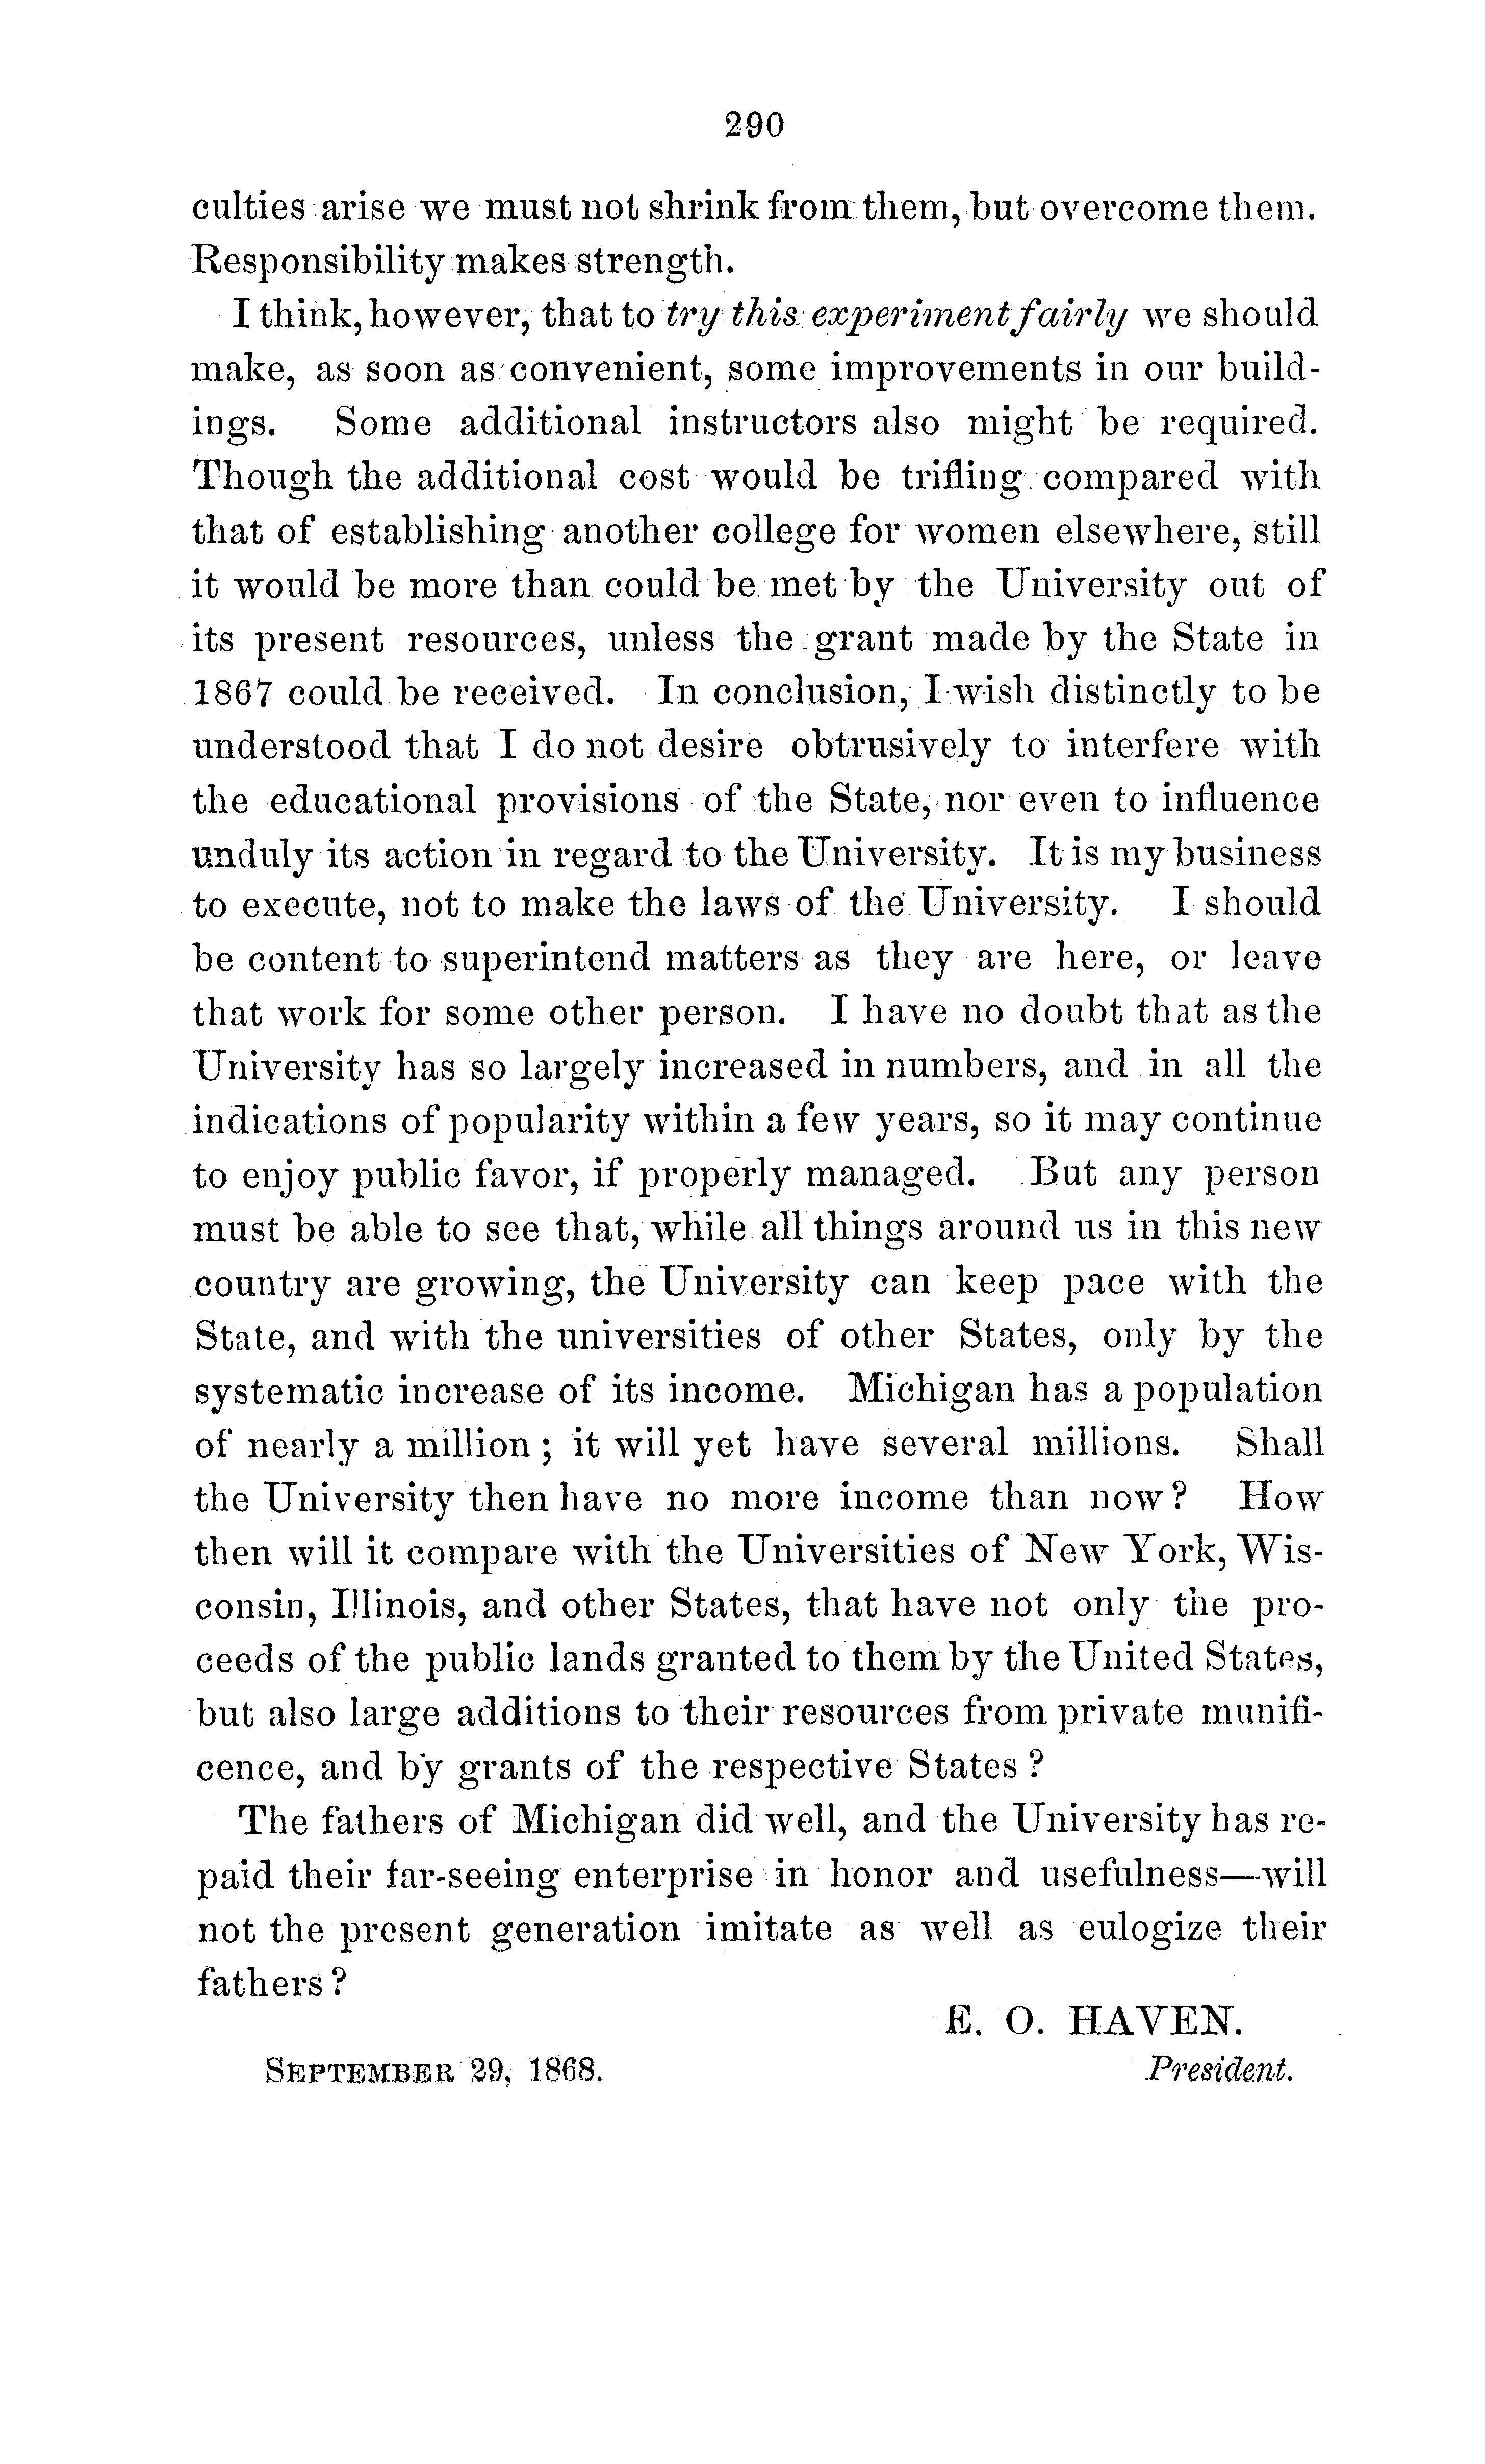 290
culties arise we must not shrink from them, but overcome them.
Responsibility makes strength.
I think, however, that to try this experiment fairly we should
make, as soon as convenient, some improvements in our build-
ings. Some additional instructors also might be required.
Though the additional cost would be trifling compared with
that of establishing another college for women elsewhere, still
it would be more than could be met by the University out of
its present resources, unless the grant made by the State in
1867 could be received. In conclusion, I wish distinctly to be
understood that I do not desire obtrusively to interfere with
the educational provisions of the State, nor even to influence
unduly its action in regard to the University. It is my business
to execute, not to make the laws of the University. I should
be content to superintend matters as they are here, or leave
that work for some other person. I have no doubt that as the
University has so largely increased in numbers, and in all the
indications of popularity within a few years, so it may continue
to enjoy public favor, if properly managed. But any person
must be able to see that, while all things around us in this new
country are growing, the University can keep pace with the
State, and with the universities of other States, only by the
systematic increase of its income. Michigan has a population
of nearly a million ; it will yet have several millions. Shall
the University then have no more income than now? How
then will it compare with the Universities of New York, Wis-
consin, Illinois, and other States, that have not only the pro-
ceeds of the public lands granted to them by the United States,
but also large additions to their resources from private munifi-
cence, and by grants of the respective States ?
The fathers of Michigan did well, and the University has re-
paid their far-seeing enterprise in honor and usefulness—will
not the present generation imitate as well as eulogize their
fathers ?
E. O. HAVEN.
SEPTEMBER 29, 1868. President.